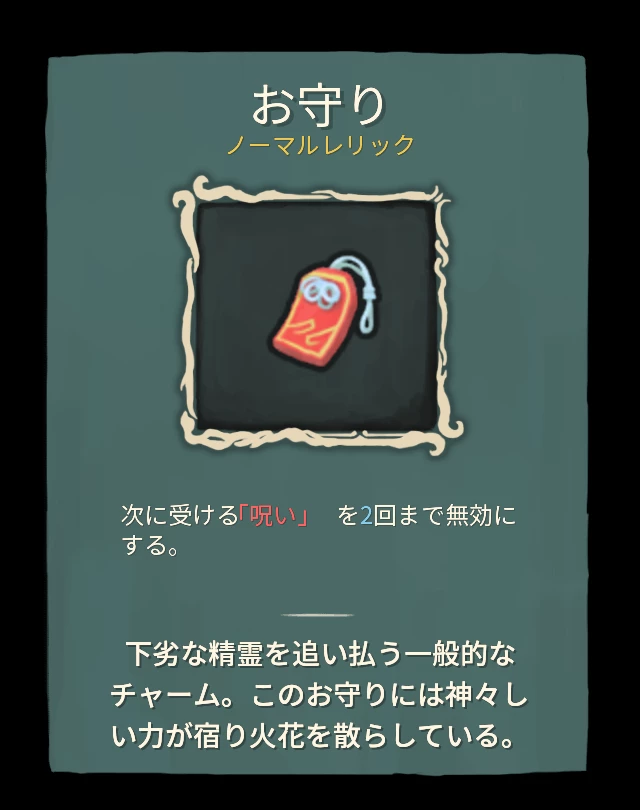 お守り
ノーマルレリック
次に受ける「呪い」 を2回まで無効に
する。
下劣な精霊を追い払う一般的な
チャーム。このお守りには神々し
い力が宿り火花を散らしている。